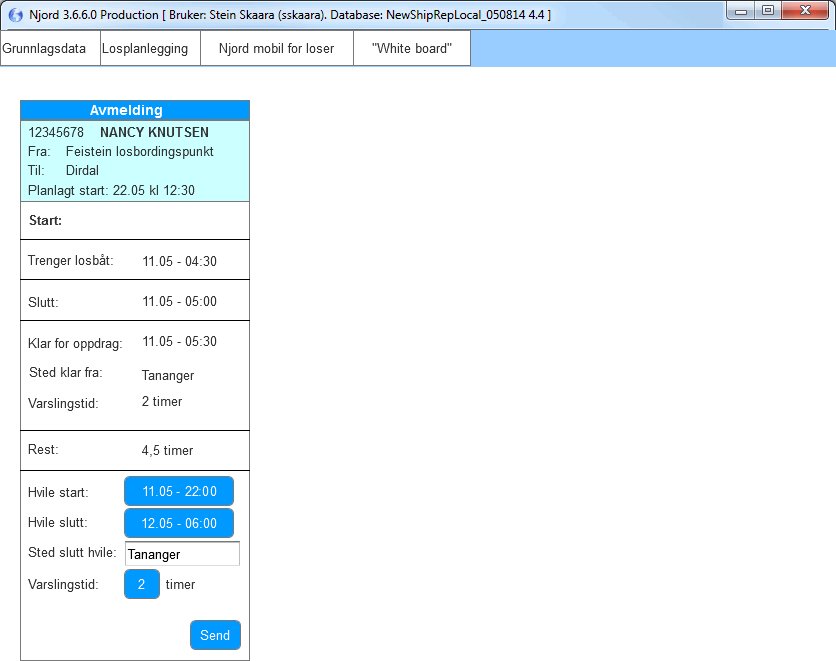 Njord 3.6.6.0 Production [ Bruker: Stein Skaara (sskaara). Database: NewShipRepLocal_050814 4.4 ]
Grunnlagsdata Losplanlegging Njord mobil for loser "White board"
Avmelding
12345678 NANCY KNUTSEN
Fra: Feistein losbordingspunkt
Til: Dirdal
Planlagt start: 22.05 kl 12:30
Start:
Trenger losbåt: 11.05 - 04:30
Slutt: 11.05 - 05:00
Klar for oppdrag: 11.05 - 05:30
Sted klar fra: Tananger
Varslingstid: 2 timer
Rest: 4,5 timer
Hvile start: 11.05 - 22:00
Hvile slutt: 12.05 - 06:00
Sted slutt hvile: Tananger
Varslingstid: 2 timer
Send